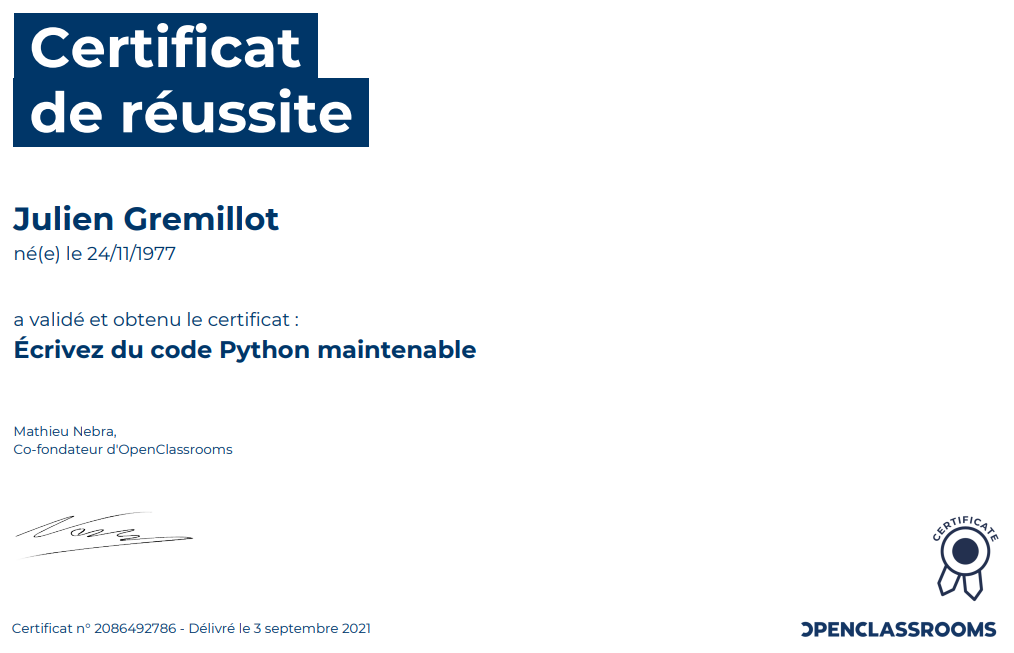 Certificat
de réussite
Julien Gremillot
né(e) le 24/11/1977
a validé et obtenu le certificat :
Écrivez du code Python maintenable
Mathieu Nebra,
Co-fondateur d'OpenClassrooms
CERTIFICATE
Certificat n° 2086492786 - Délivré le 3 septembre 2021
OPENCLASSROOMS